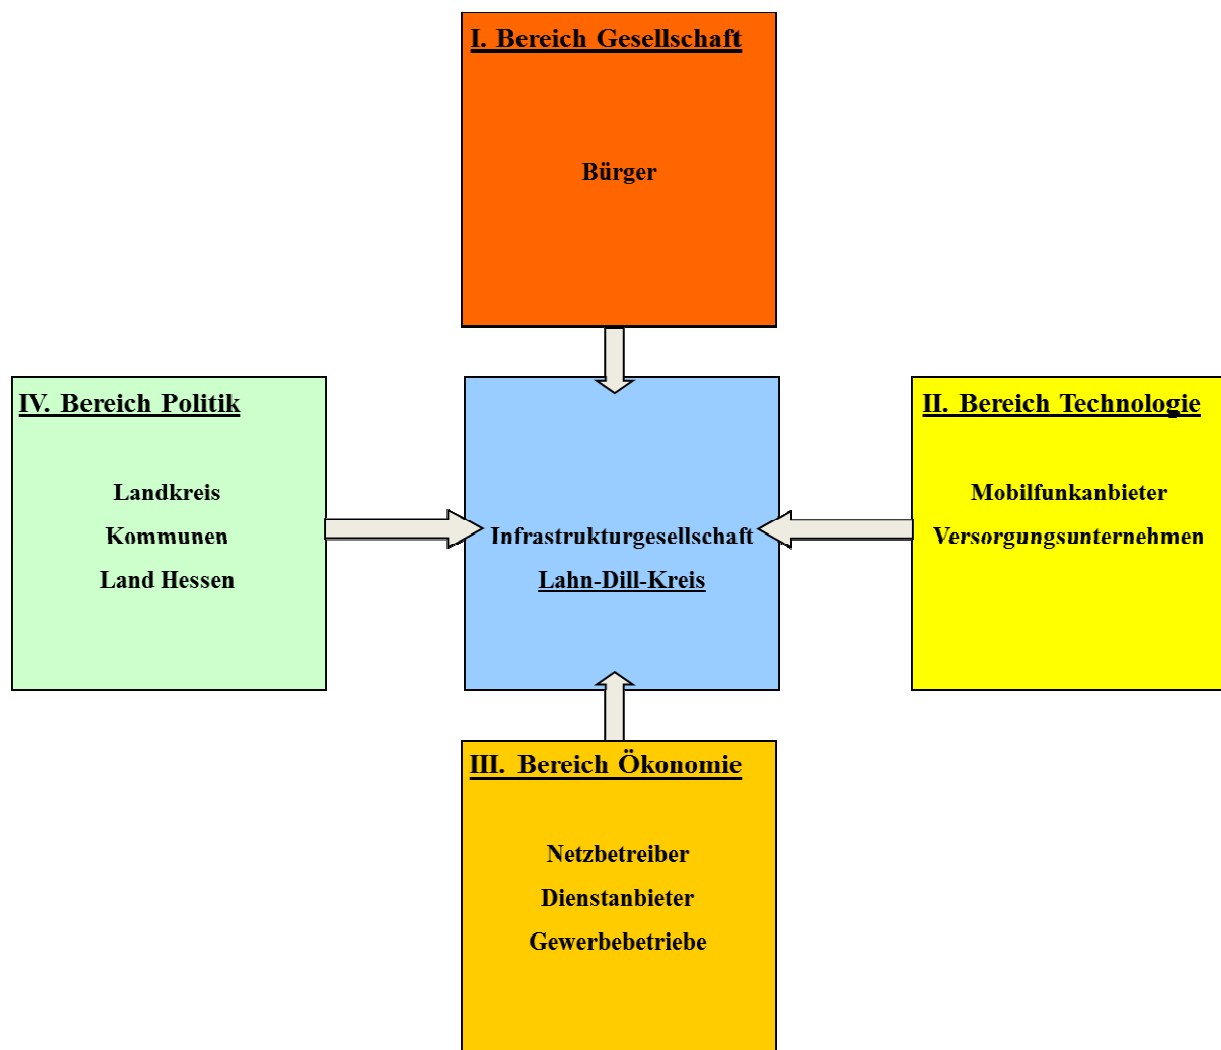 I. Bereich Gesellschaft
Bürger
IV. Bereich Politik
Landkreis
Kommunen
Land Hessen
Infrastrukturgesellschaft
Lahn-Dill-Kreis
II. Bereich Technologie
Mobilfunkanbieter
Versorgungsunternehmen
III. Bereich Ökonomie
Netzbetreiber
Dienstanbieter
Gewerbebetriebe